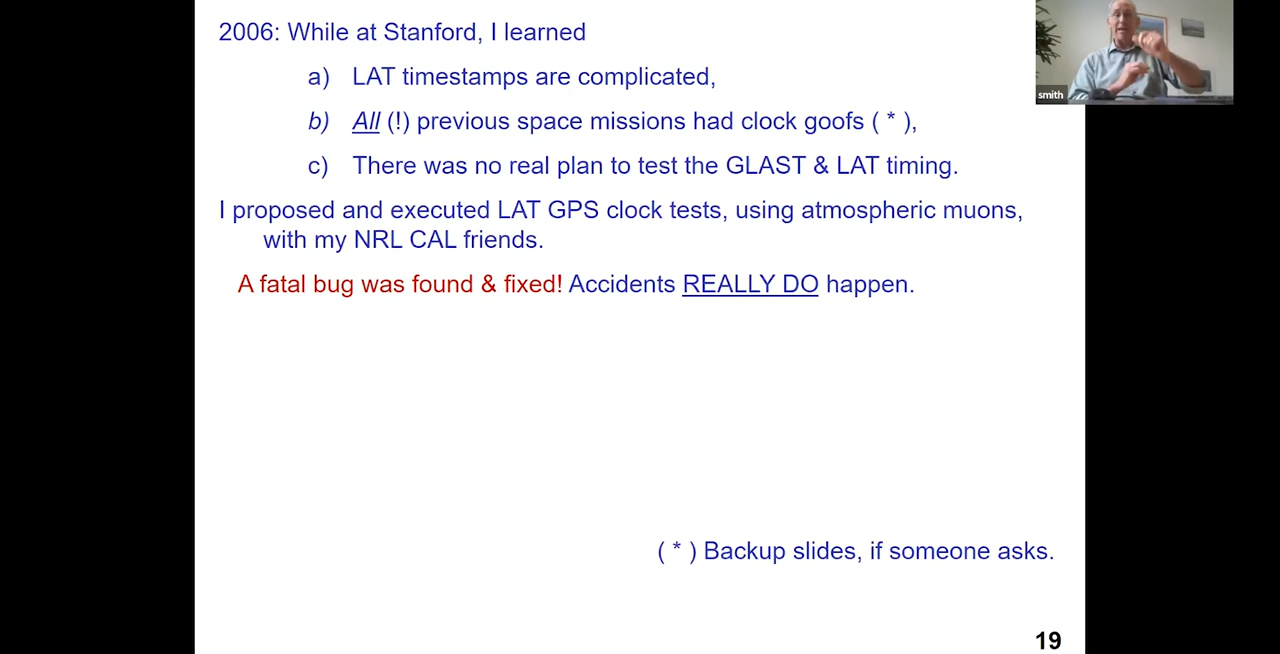 2006: While at Stanford, I learned
smith
a) LAT timestamps are complicated,
b) All (!) previous space missions had clock goofs ( * ),
c) There was no real plan to test the GLAST & LAT timing.
I proposed and executed LAT GPS clock tests, using atmospheric muons,
with my NRL CAL friends.
A fatal bug was found & fixed! Accidents REALLY DO happen.
( * ) Backup slides, if someone asks.
19